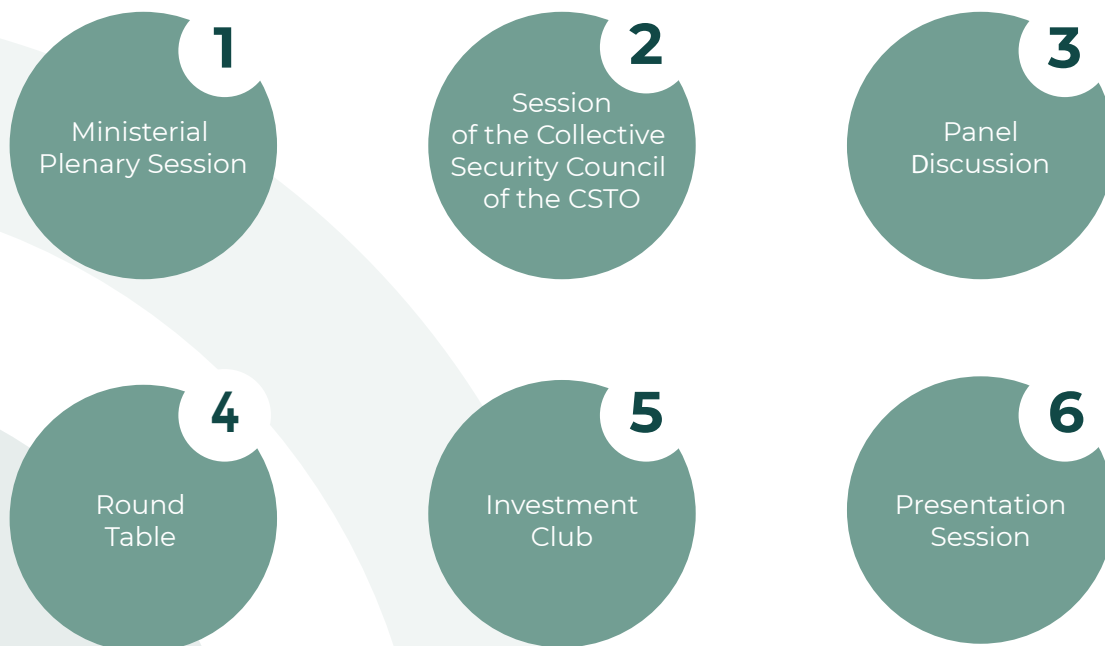 1
Ministerial
Plenary Session
2
Session
of the Collective
Security Council
of the CSTO
3
Panel
Discussion
4
Round
Table
5
Investment
Club
6
Presentation
Session